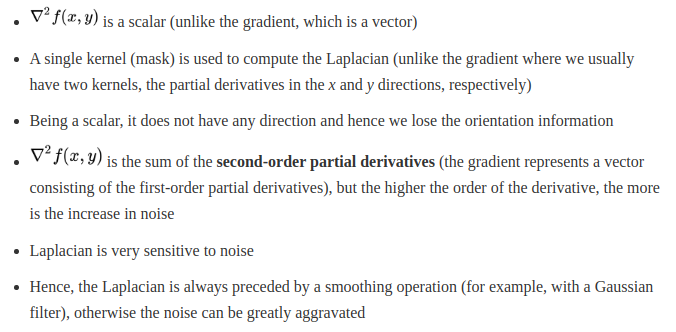 • ∇² f(x, y) is a scalar (unlike the gradient, which is a vector)
• A single kernel (mask) is used to compute the Laplacian (unlike the gradient where we usually
have two kernels, the partial derivatives in the x and y directions, respectively)
• Being a scalar, it does not have any direction and hence we lose the orientation information
• ∇² f(x, y) is the sum of the second-order partial derivatives (the gradient represents a vector
consisting of the first-order partial derivatives), but the higher the order of the derivative, the more
is the increase in noise
• Laplacian is very sensitive to noise
• Hence, the Laplacian is always preceded by a smoothing operation (for example, with a Gaussian
filter), otherwise the noise can be greatly aggravated